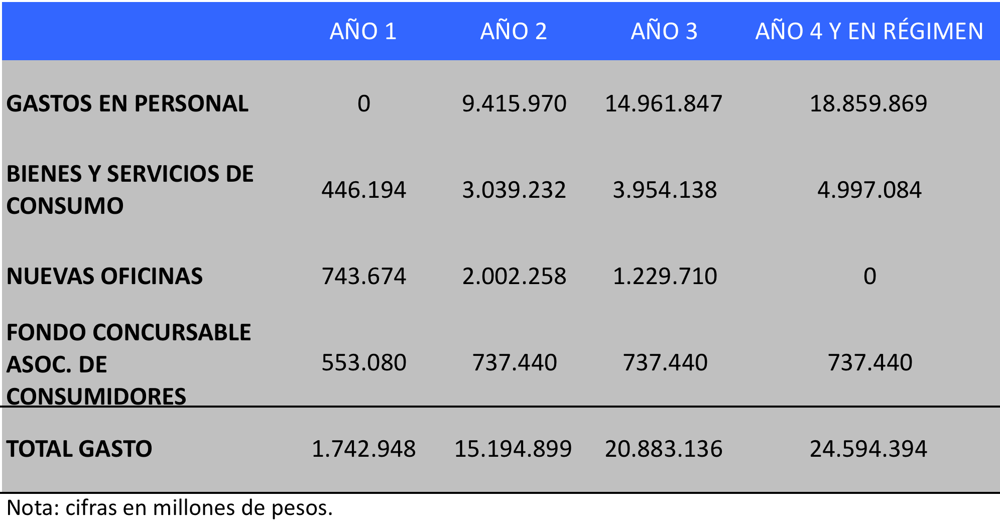 AÑO 1 AÑO 2 AÑO 3 AÑO 4 Y EN RÉGIMEN
GASTOS EN PERSONAL 0 9.415.970 14.961.847 18.859.869
BIENES Y SERVICIOS DE
CONSUMO 446.194 3.039.232 3.954.138 4.997.084
NUEVAS OFICINAS 743.674 2.002.258 1.229.710 0
FONDO CONCURSABLE
ASOC. DE
CONSUMIDORES 553.080 737.440 737.440 737.440
TOTAL GASTO 1.742.948 15.194.899 20.883.136 24.594.394
Nota: cifras en millones de pesos.